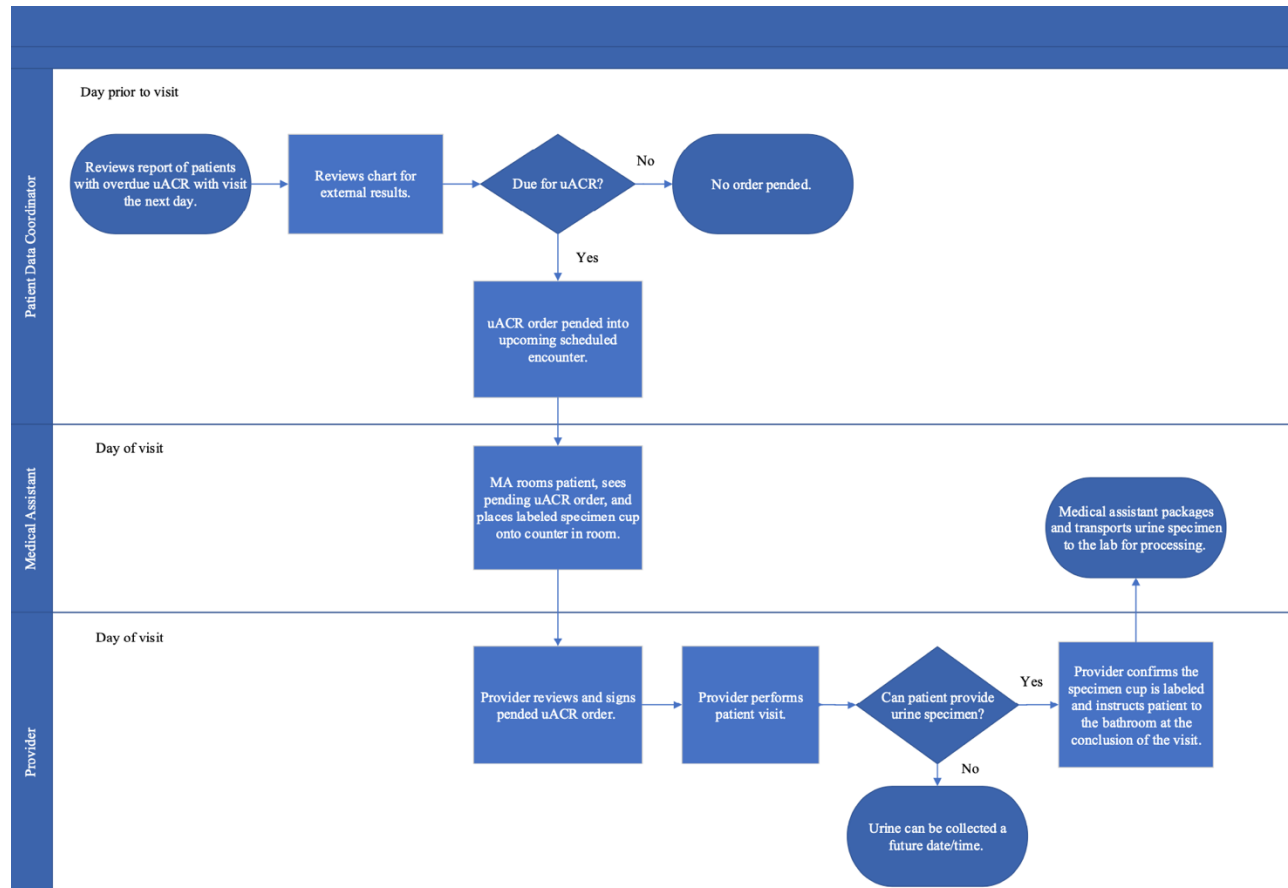 Patient Data Coordinator
Day prior to visit
Reviews report of patients
with overdue uACR with visit
the next day.
Reviews chart for
external results.
Due for uACR?
No
No order pended.
Yes
uACR order pended into
upcoming scheduled
encounter.
Medical Assistant
Day of visit
MA rooms patient, sees
pending uACR order, and
places labeled specimen cup
onto counter in room.
Medical assistant packages
and transports urine specimen
to the lab for processing.
Provider
Day of visit
Provider reviews and signs
pended uACR order.
Provider performs
patient visit.
Can patient provide
urine specimen?
Yes
Provider confirms the
specimen cup is labeled
and instructs patient to
the bathroom at the
conclusion of the visit.
No
Urine can be collected a
future date/time.